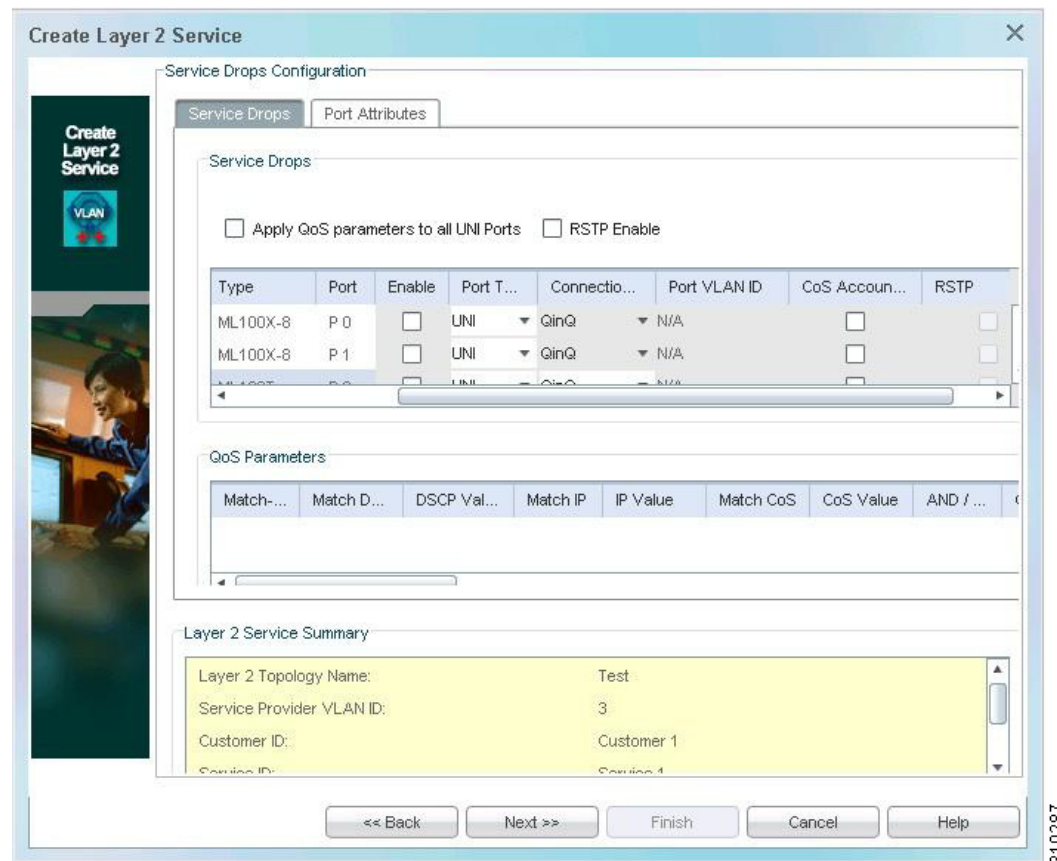 Create Layer 2 Service
Service Drops Configuration
Create
Layer 2
Service
VLAN
Service Drops Port Attributes
Service Drops
Apply QoS parameters to all UNI Ports RSTP Enable
Type Port Enable Port T... Connectio... Port VLAN ID CoS Accoun... RSTP
ML100X-8 P 0 UNI QinQ N/A
ML100X-8 P 1 UNI QinQ N/A
QoS Parameters
Match-... Match D... DSCP Val... Match IP IP Value Match CoS CoS Value AND / ...
Layer 2 Service Summary
Layer 2 Topology Name: Test
Service Provider VLAN ID: 3
Customer ID: Customer 1
Service ID: Service 1
<< Back Next >> Finish Cancel Help